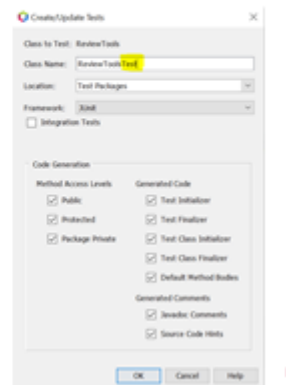 Create/Update Tests
Class to Test: ReviewTools
Class Name: ReviewToolsTest
Location: Test Packages
Framework: JUnit
Integration Tests
Code Generation
Method Access Levels Generated Code
Public Test Initializer
Protected Test Finalizer
Package Private Test Class Initializer
Test Class Finalizer
Default Method Bodies
Generated Comments
Javadoc Comments
Source Code Hints
OK Cancel Help